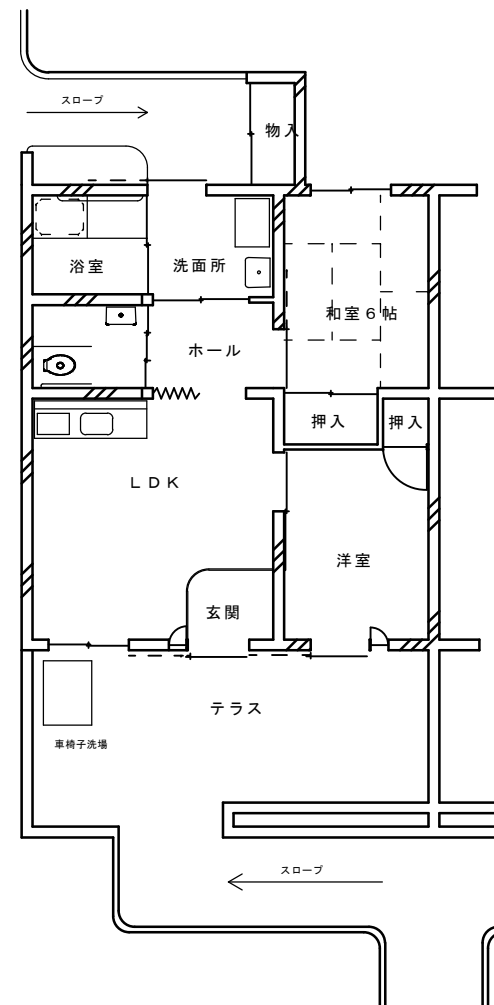 スロープ
物入
浴室
洗面所
和室6帖
ホール
押入
押入
LDK
洋室
玄関
テラス
車椅子洗場
スロープ